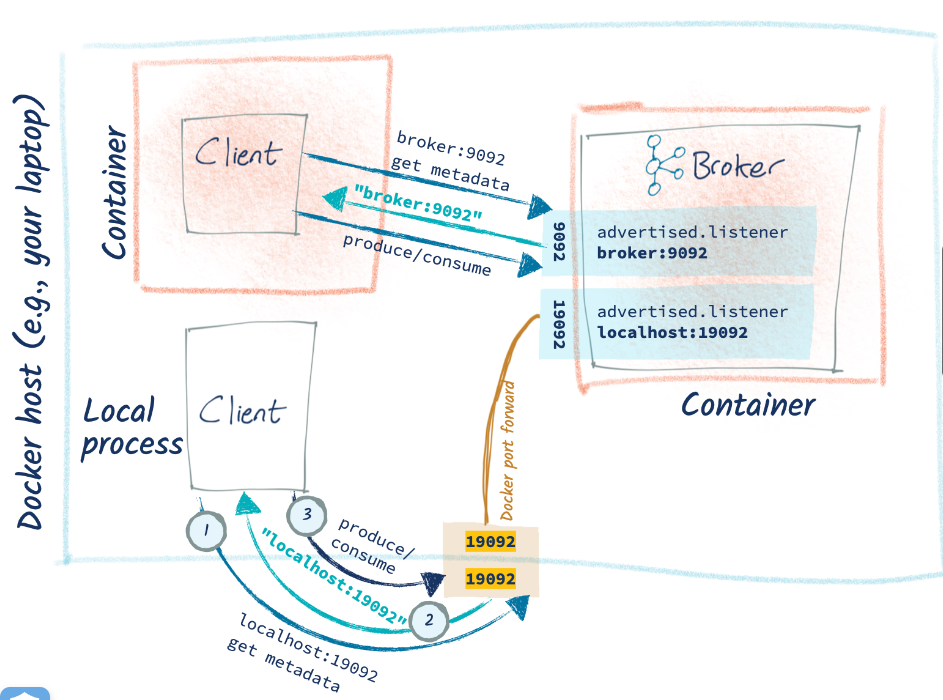 Docker host (e.g., your laptop)
Container
Client
broker:9092
get metadata
"broker:9092"
produce/consume
Broker
9092
advertised.listener
broker:9092
19092
advertised.listener
localhost:19092
Container
Local
process
Client
Docker port forward
1
3
produce/
consume
19092
19092
"localhost:19092"
2
localhost:19092
get metadata